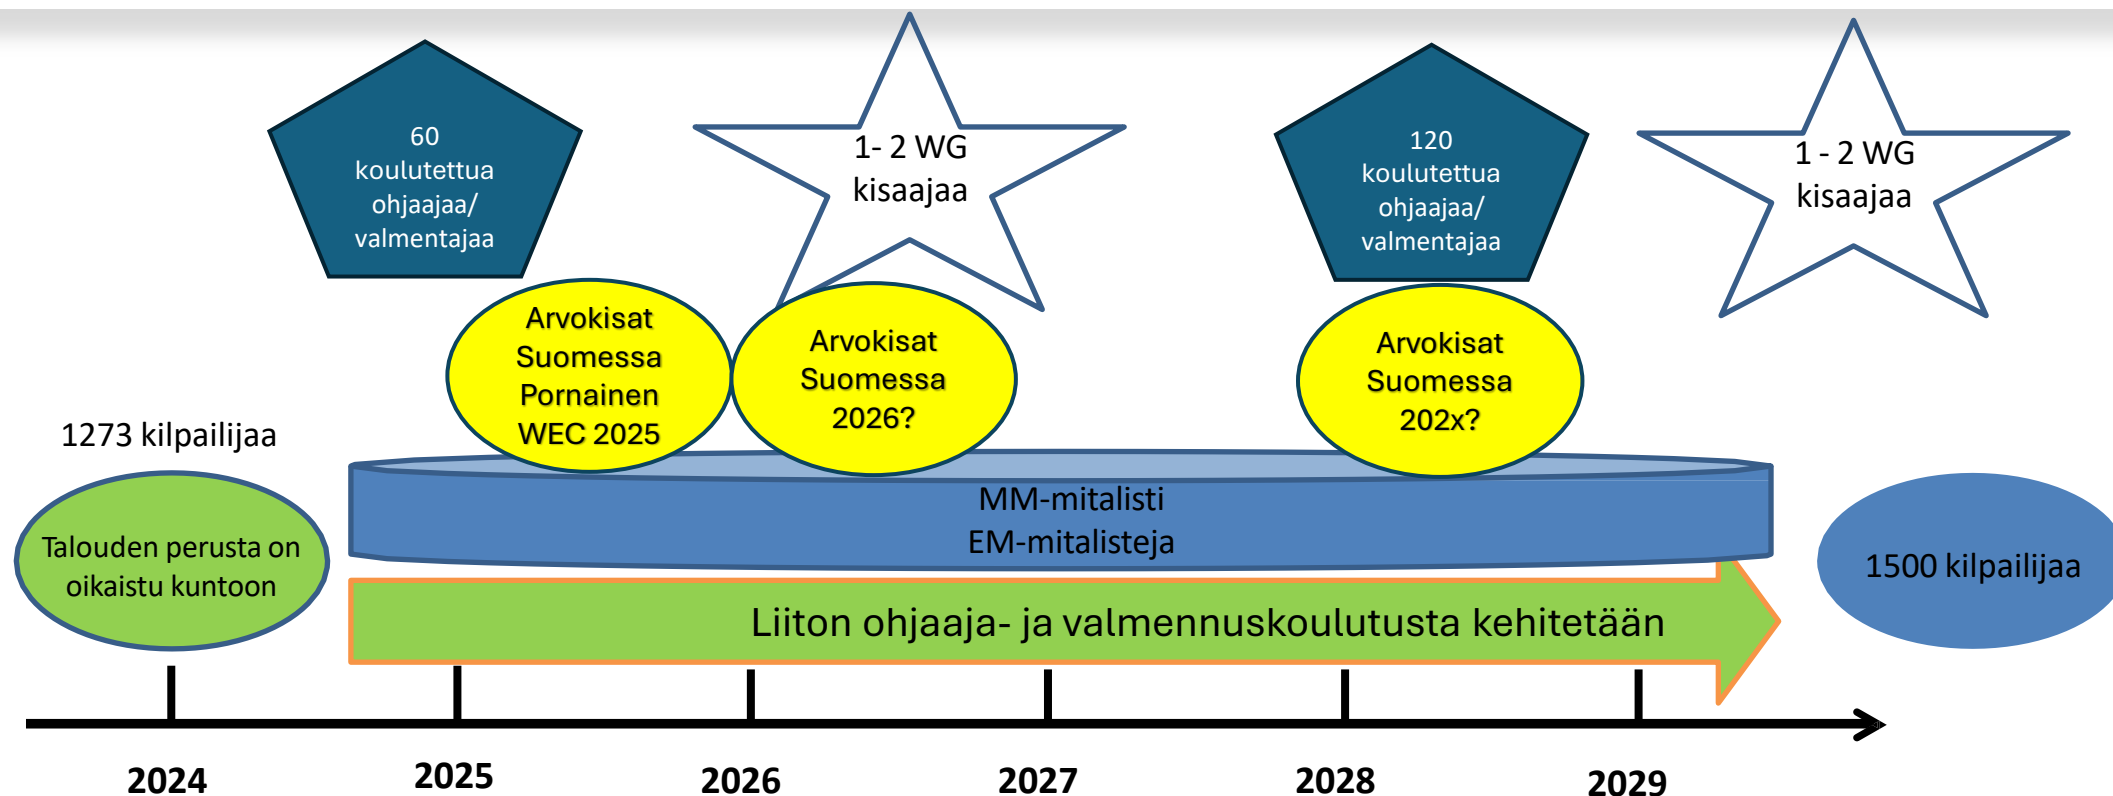 60
koulutettua
ohjaajaa/
valmentajaa
1- 2 WG
kisaajaa
120
koulutettua
ohjaajaa/
valmentajaa
1 - 2 WG
kisaajaa
Arvokisat
Suomessa
Pornainen
WEC 2025
Arvokisat
Suomessa
2026?
Arvokisat
Suomessa
202x?
1273 kilpailijaa
Talouden perusta on
oikaistu kuntoon
MM-mitalisti
EM-mitalisteja
1500 kilpailijaa
Liiton ohjaaja- ja valmennuskoulutusta kehitetään
2024
2025
2026
2027
2028
2029